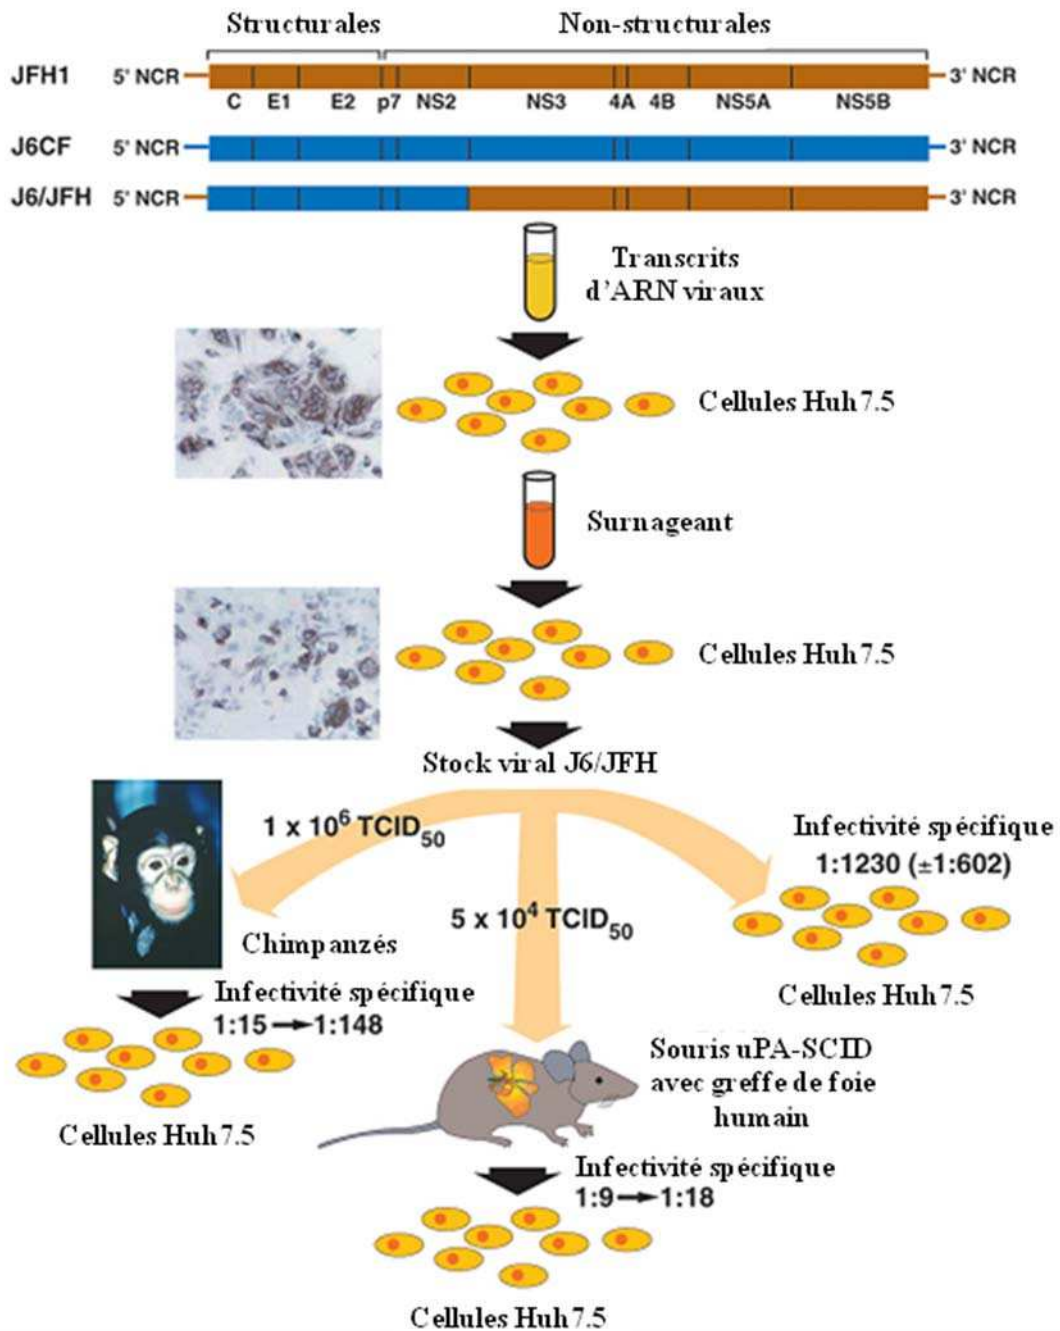 Structurales Non-structurales
JFH1 5' NCR 3' NCR
C E1 E2 p7 NS2 NS3 4A 4B NS5A NS5B
J6CF 5' NCR 3' NCR
J6/JFH 5' NCR 3' NCR
Transcrits
d'ARN viraux
Cellules Huh7.5
Surnageant
Cellules Huh7.5
Stock viral J6/JFH
1 x 10⁶ TCID₅₀
Infectivité spécifique
1:1230 (±1:602)
5 x 10⁴ TCID₅₀
Chimpanzés
Cellules Huh7.5
Infectivité spécifique
1:15→1:148
Cellules Huh7.5
Souris uPA-SCID
avec greffe de foie
humain
Infectivité spécifique
1:9→1:18
Cellules Huh7.5